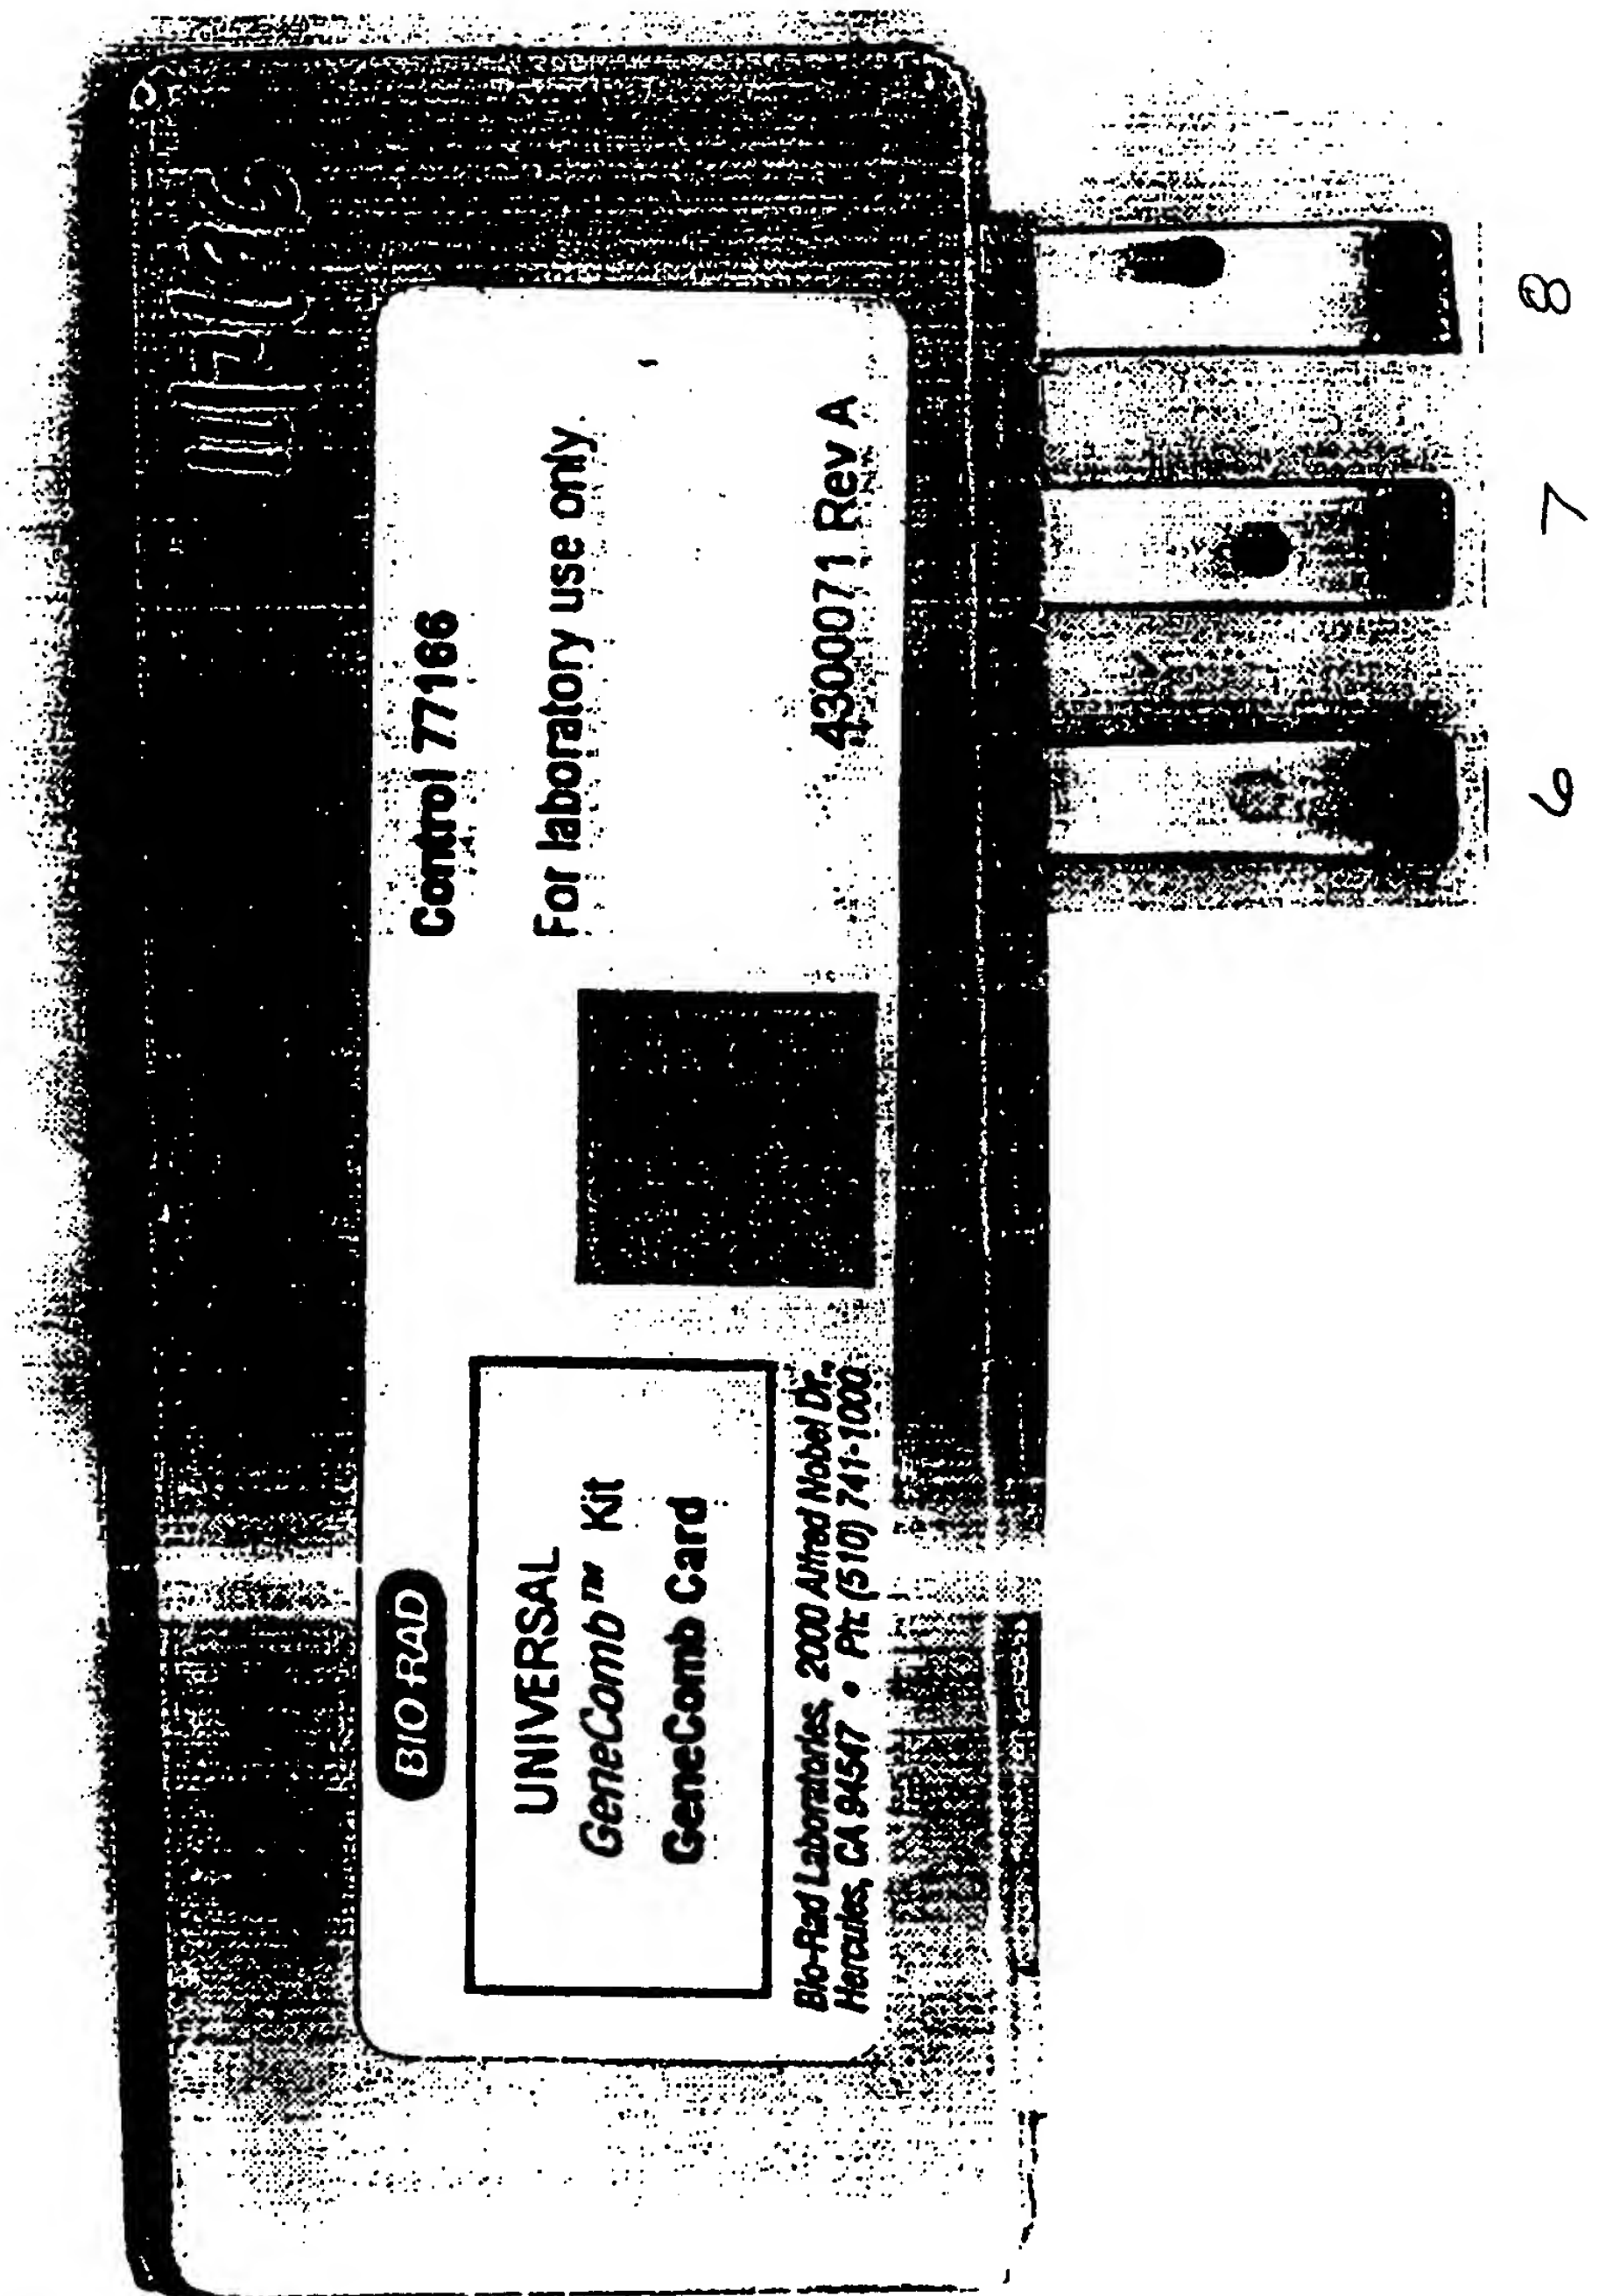 BIO RAD
UNIVERSAL
GeneComb™ Kit
GeneComb Card
Bio-Rad Laboratories, 2000 Alfred Nobel Dr.,
Hercules, CA 94547 • Ph: (510) 741-1000
Control 77166
For laboratory use only.
4300071 Rev A
6 7 8